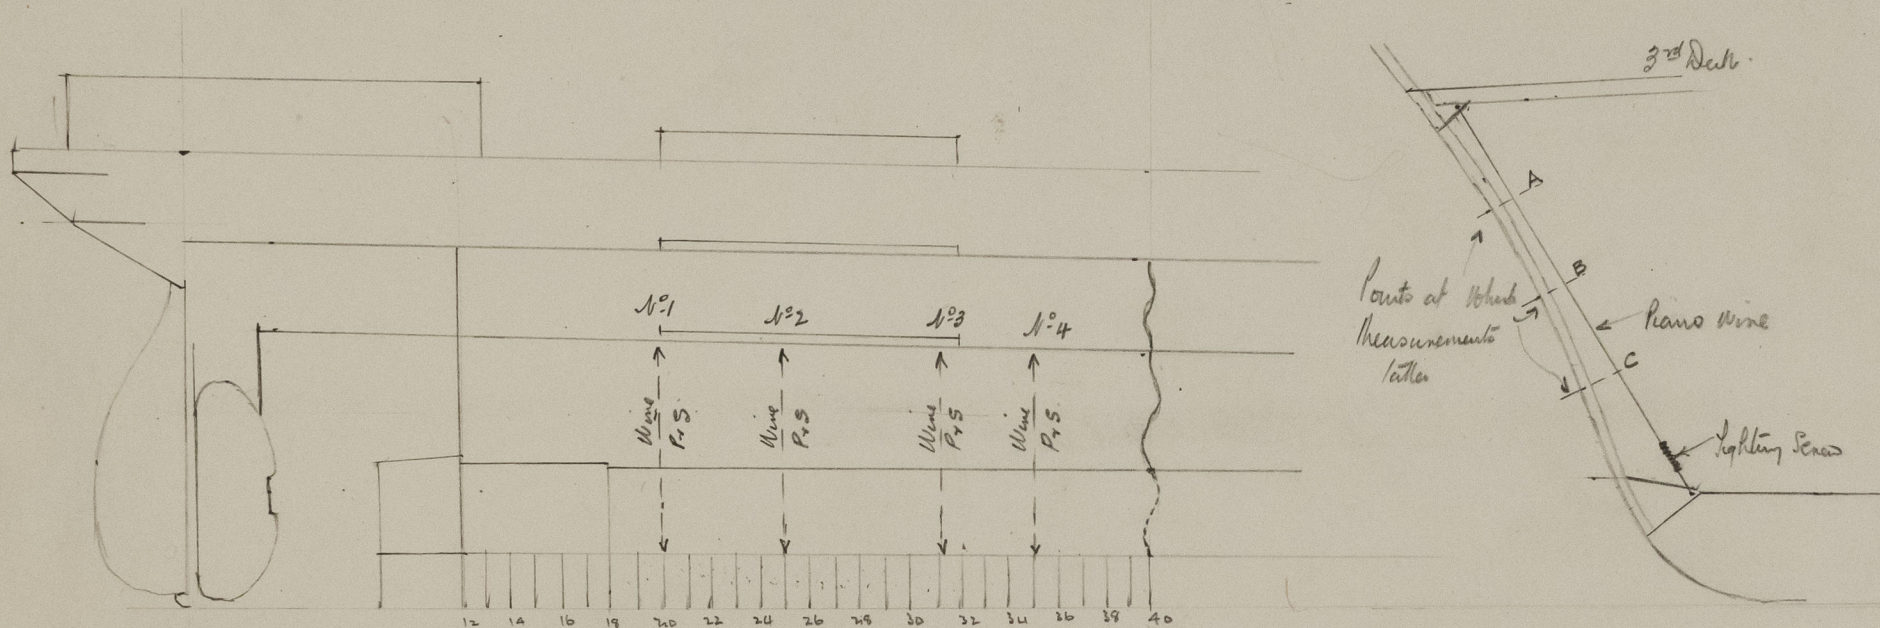 3rd Deck.
A
B
C
Points at which
Measurements
taken
Piano Wire
Tightening Screw
No 1
No 2
No 3
No 4
Wire
P & S
Wire
P & S
Wire
P & S
Wire
P & S
12 14 16 18 20 22 24 26 28 30 32 34 36 38 40